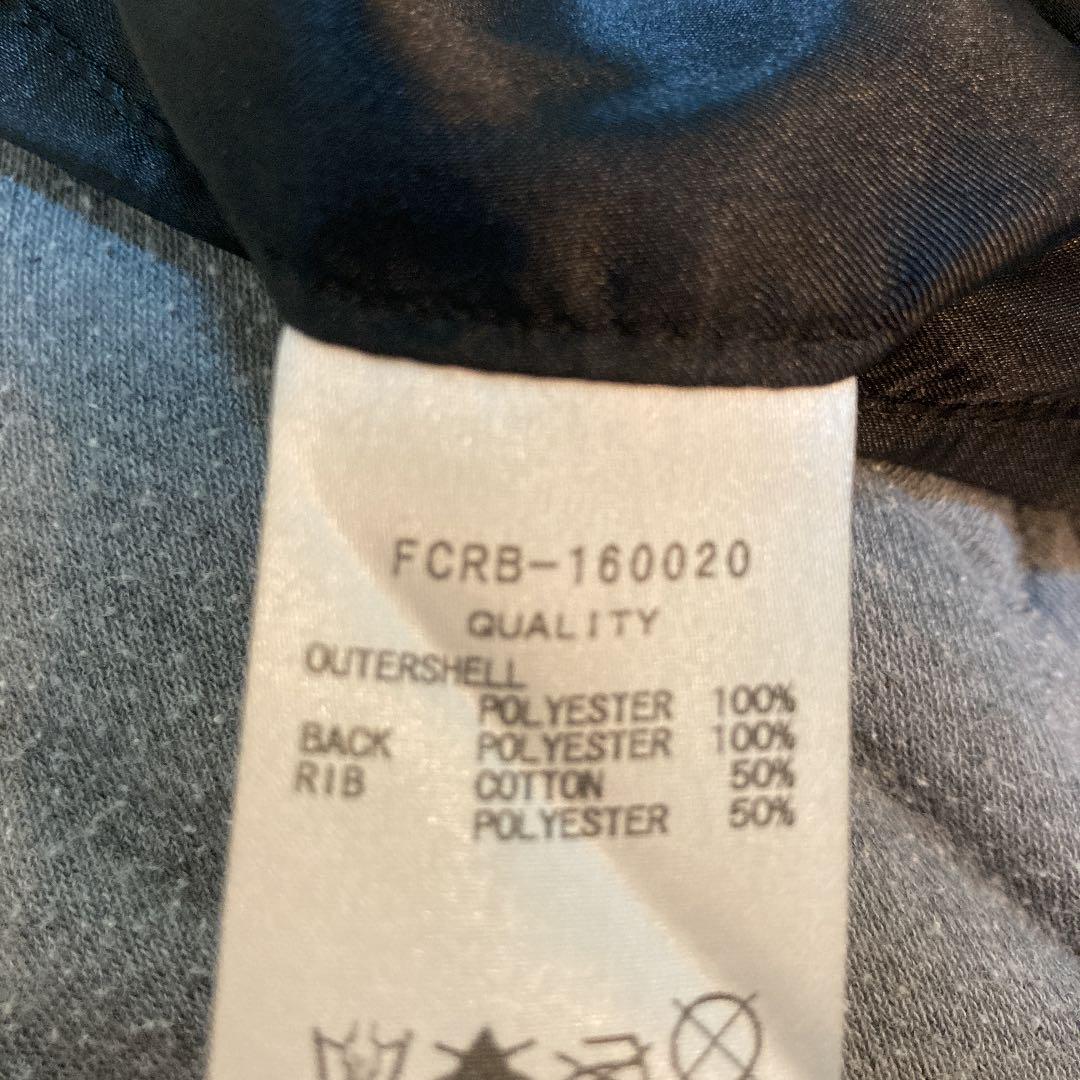 FCRB-160020
QUALITY
OUTERSHELL
POLYESTER 100%
BACK POLYESTER 100%
RIB COTTON 50%
POLYESTER 50%